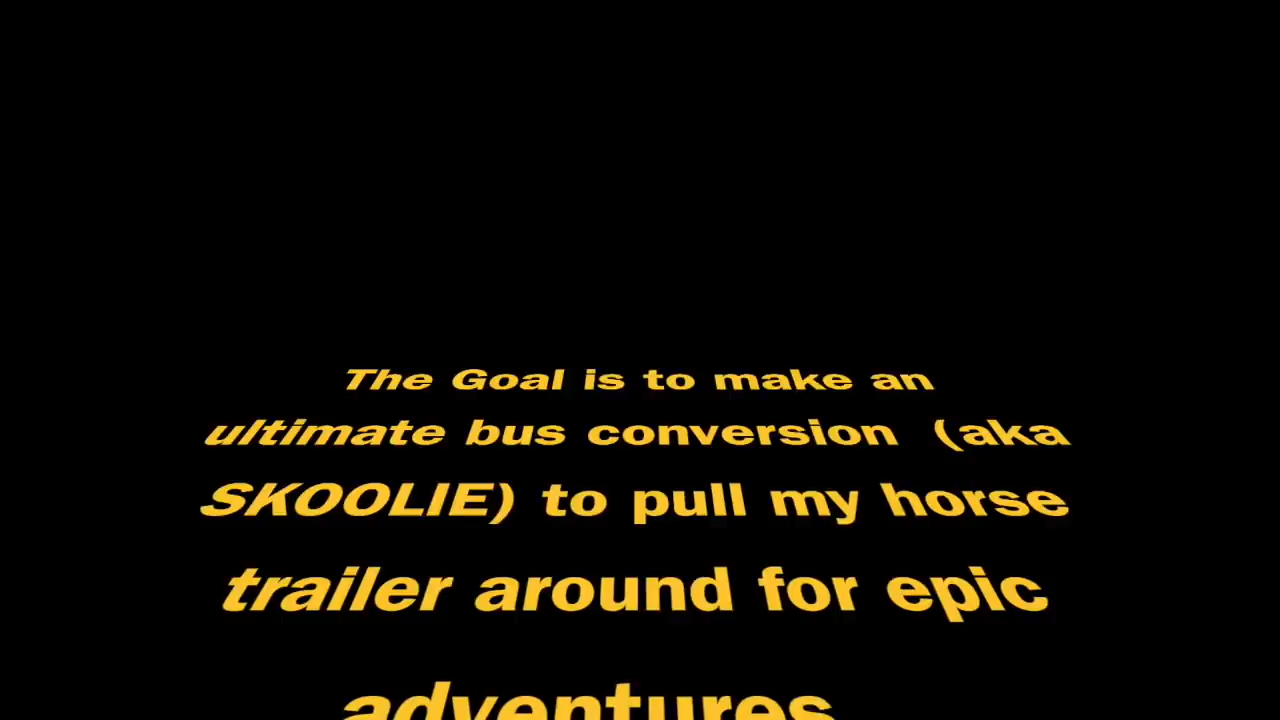 The Goal is to make an
ultimate bus conversion (aka
SKOOLIE) to pull my horse
trailer around for epic
adventures